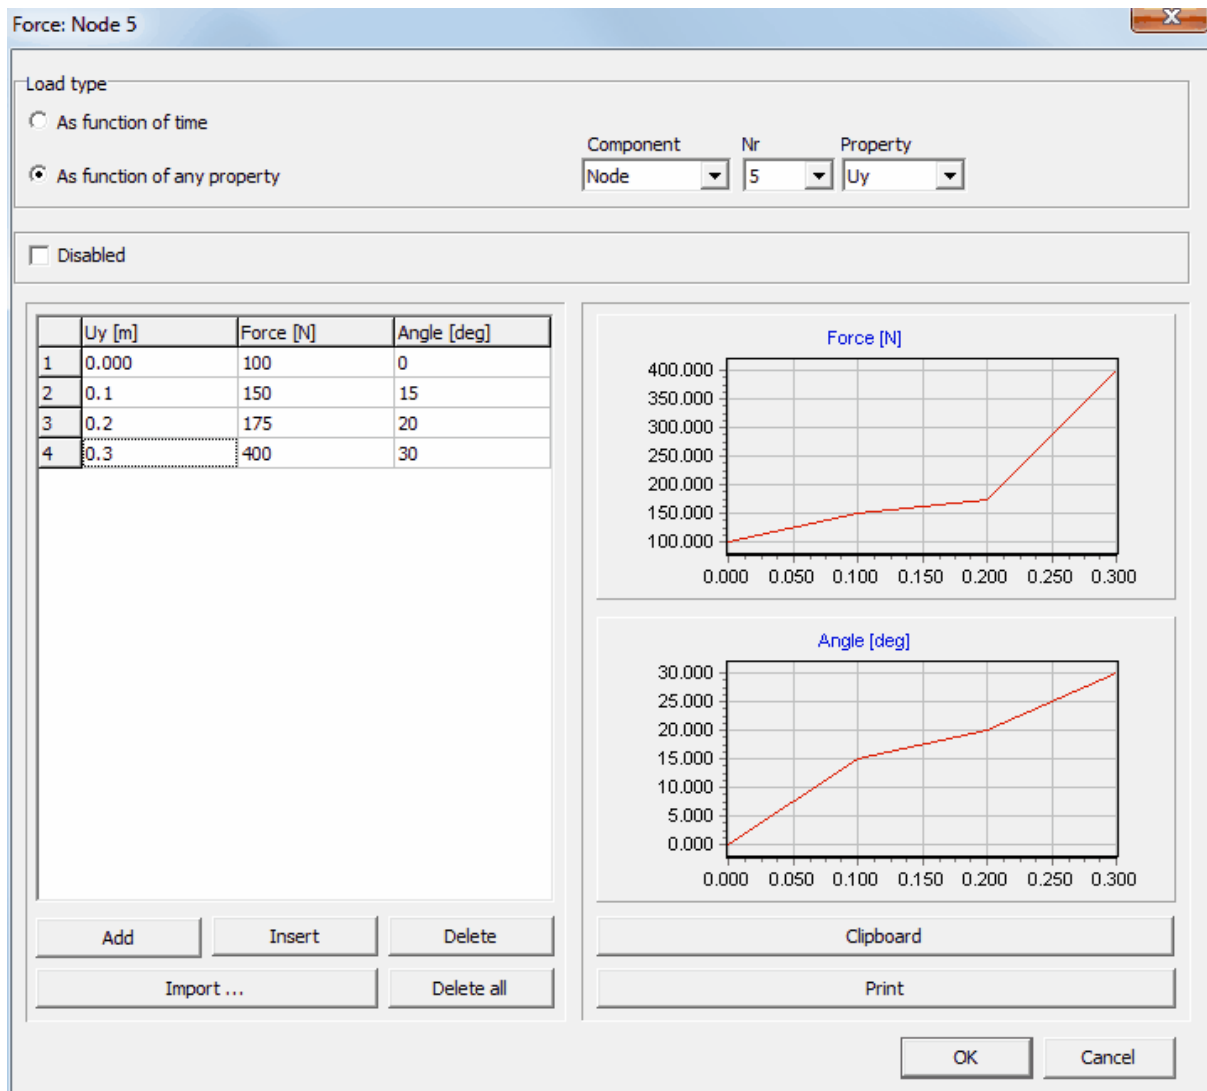 Force: Node 5
Load type
As function of time
Component Nr Property
As function of any property Node 5 Uy
Disabled
Uy [m] Force [N] Angle [deg]
1 0.000 100 0
2 0.1 150 15
3 0.2 175 20
4 0.3 400 30
Force [N]
400.000
350.000
300.000
250.000
200.000
150.000
100.000
0.000 0.050 0.100 0.150 0.200 0.250 0.300
Angle [deg]
30.000
25.000
20.000
15.000
10.000
5.000
0.000
0.000 0.050 0.100 0.150 0.200 0.250 0.300
Add Insert Delete Clipboard
Import ... Delete all Print
OK Cancel